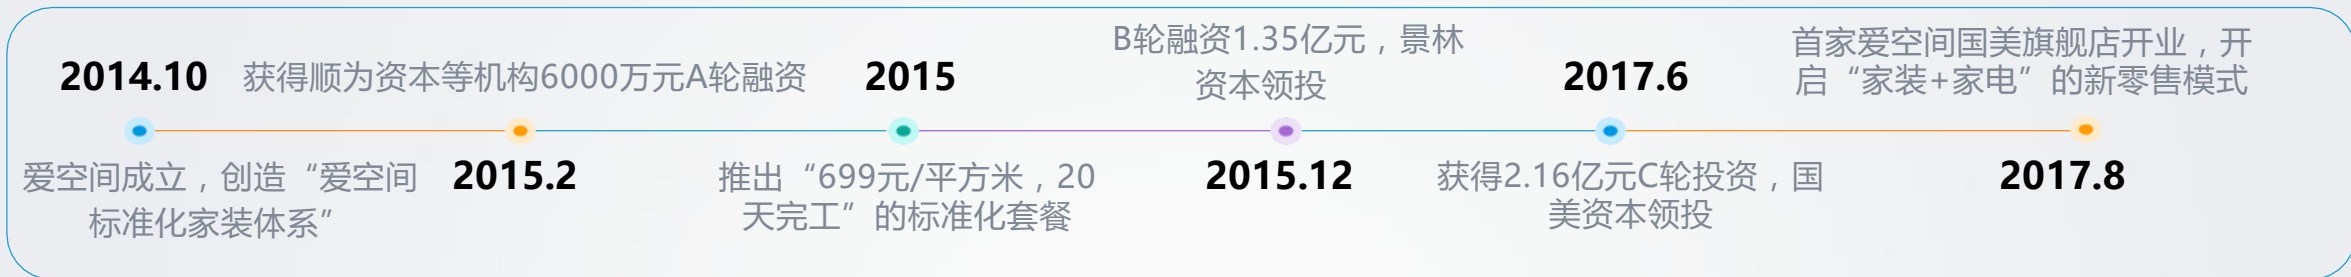 2014.10
爱空间成立，创造“爱空间
标准化家装体系”
获得顺为资本等机构6000万元A轮融资
2015.2
2015
推出“699元/平方米，20
天完工”的标准化套餐
B轮融资1.35亿元，景林
资本领投
2015.12
2017.6
获得2.16亿元C轮投资，国
美资本领投
首家爱空间国美旗舰店开业，开
启“家装+家电”的新零售模式
2017.8